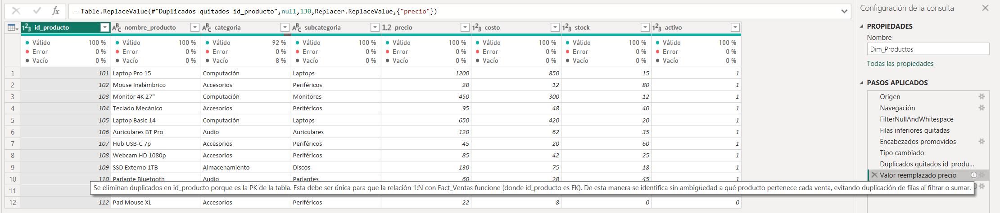 = Table.ReplaceValue(#"Duplicados quitados id_producto",null,130,Replacer.ReplaceValue,{"precio"})
id_producto nombre_producto categoria subcategoria precio costo stock activo
Válido 100 % Válido 100 % Válido 92 % Válido 100 % Válido 100 % Válido 100 % Válido 100 % Válido 100 %
Error 0 % Error 0 % Error 0 % Error 0 % Error 0 % Error 0 % Error 0 % Error 0 %
Vacío 0 % Vacío 0 % Vacío 8 % Vacío 0 % Vacío 0 % Vacío 0 % Vacío 0 % Vacío 0 %
1 101 Laptop Pro 15 Computación Laptops 1200 850 15 1
2 102 Mouse Inalámbrico Accesorios Periféricos 28 12 80 1
3 103 Monitor 4K 27" Computación Monitores 450 300 12 1
4 104 Teclado Mecánico Accesorios Periféricos 95 48 40 1
5 105 Laptop Basic 14 Computación Laptops 650 420 20 1
6 106 Auriculares BT Pro Audio Auriculares 120 62 35 1
7 107 Hub USB-C 7p Accesorios Periféricos 45 20 60 1
8 108 Webcam HD 1080p Accesorios Periféricos 85 42 25 1
9 109 SSD Externo 1TB Almacenamiento Discos 130 75 18 1
10 110 Parlante Bluetooth Audio Parlantes 60 28 45 1
11
Se eliminan duplicados en id_producto porque es la PK de la tabla. Esta debe ser única para que la relación 1:N con Fact_Ventas funcione (donde id_producto es FK). De esta manera se identifica sin ambigüedad a qué producto pertenece cada venta, evitando duplicación de filas al filtrar o sumar.
12 112 Pad Mouse XL Accesorios Periféricos 22 8 0 0
Configuración de la consulta
PROPIEDADES
Nombre
Dim_Productos
Todas las propiedades
PASOS APLICADOS
Origen
Navegación
FilterNullAndWhitespace
Filas inferiores quitadas
Encabezados promovidos
Tipo cambiado
Duplicados quitados id_produ...
Valor reemplazado precio